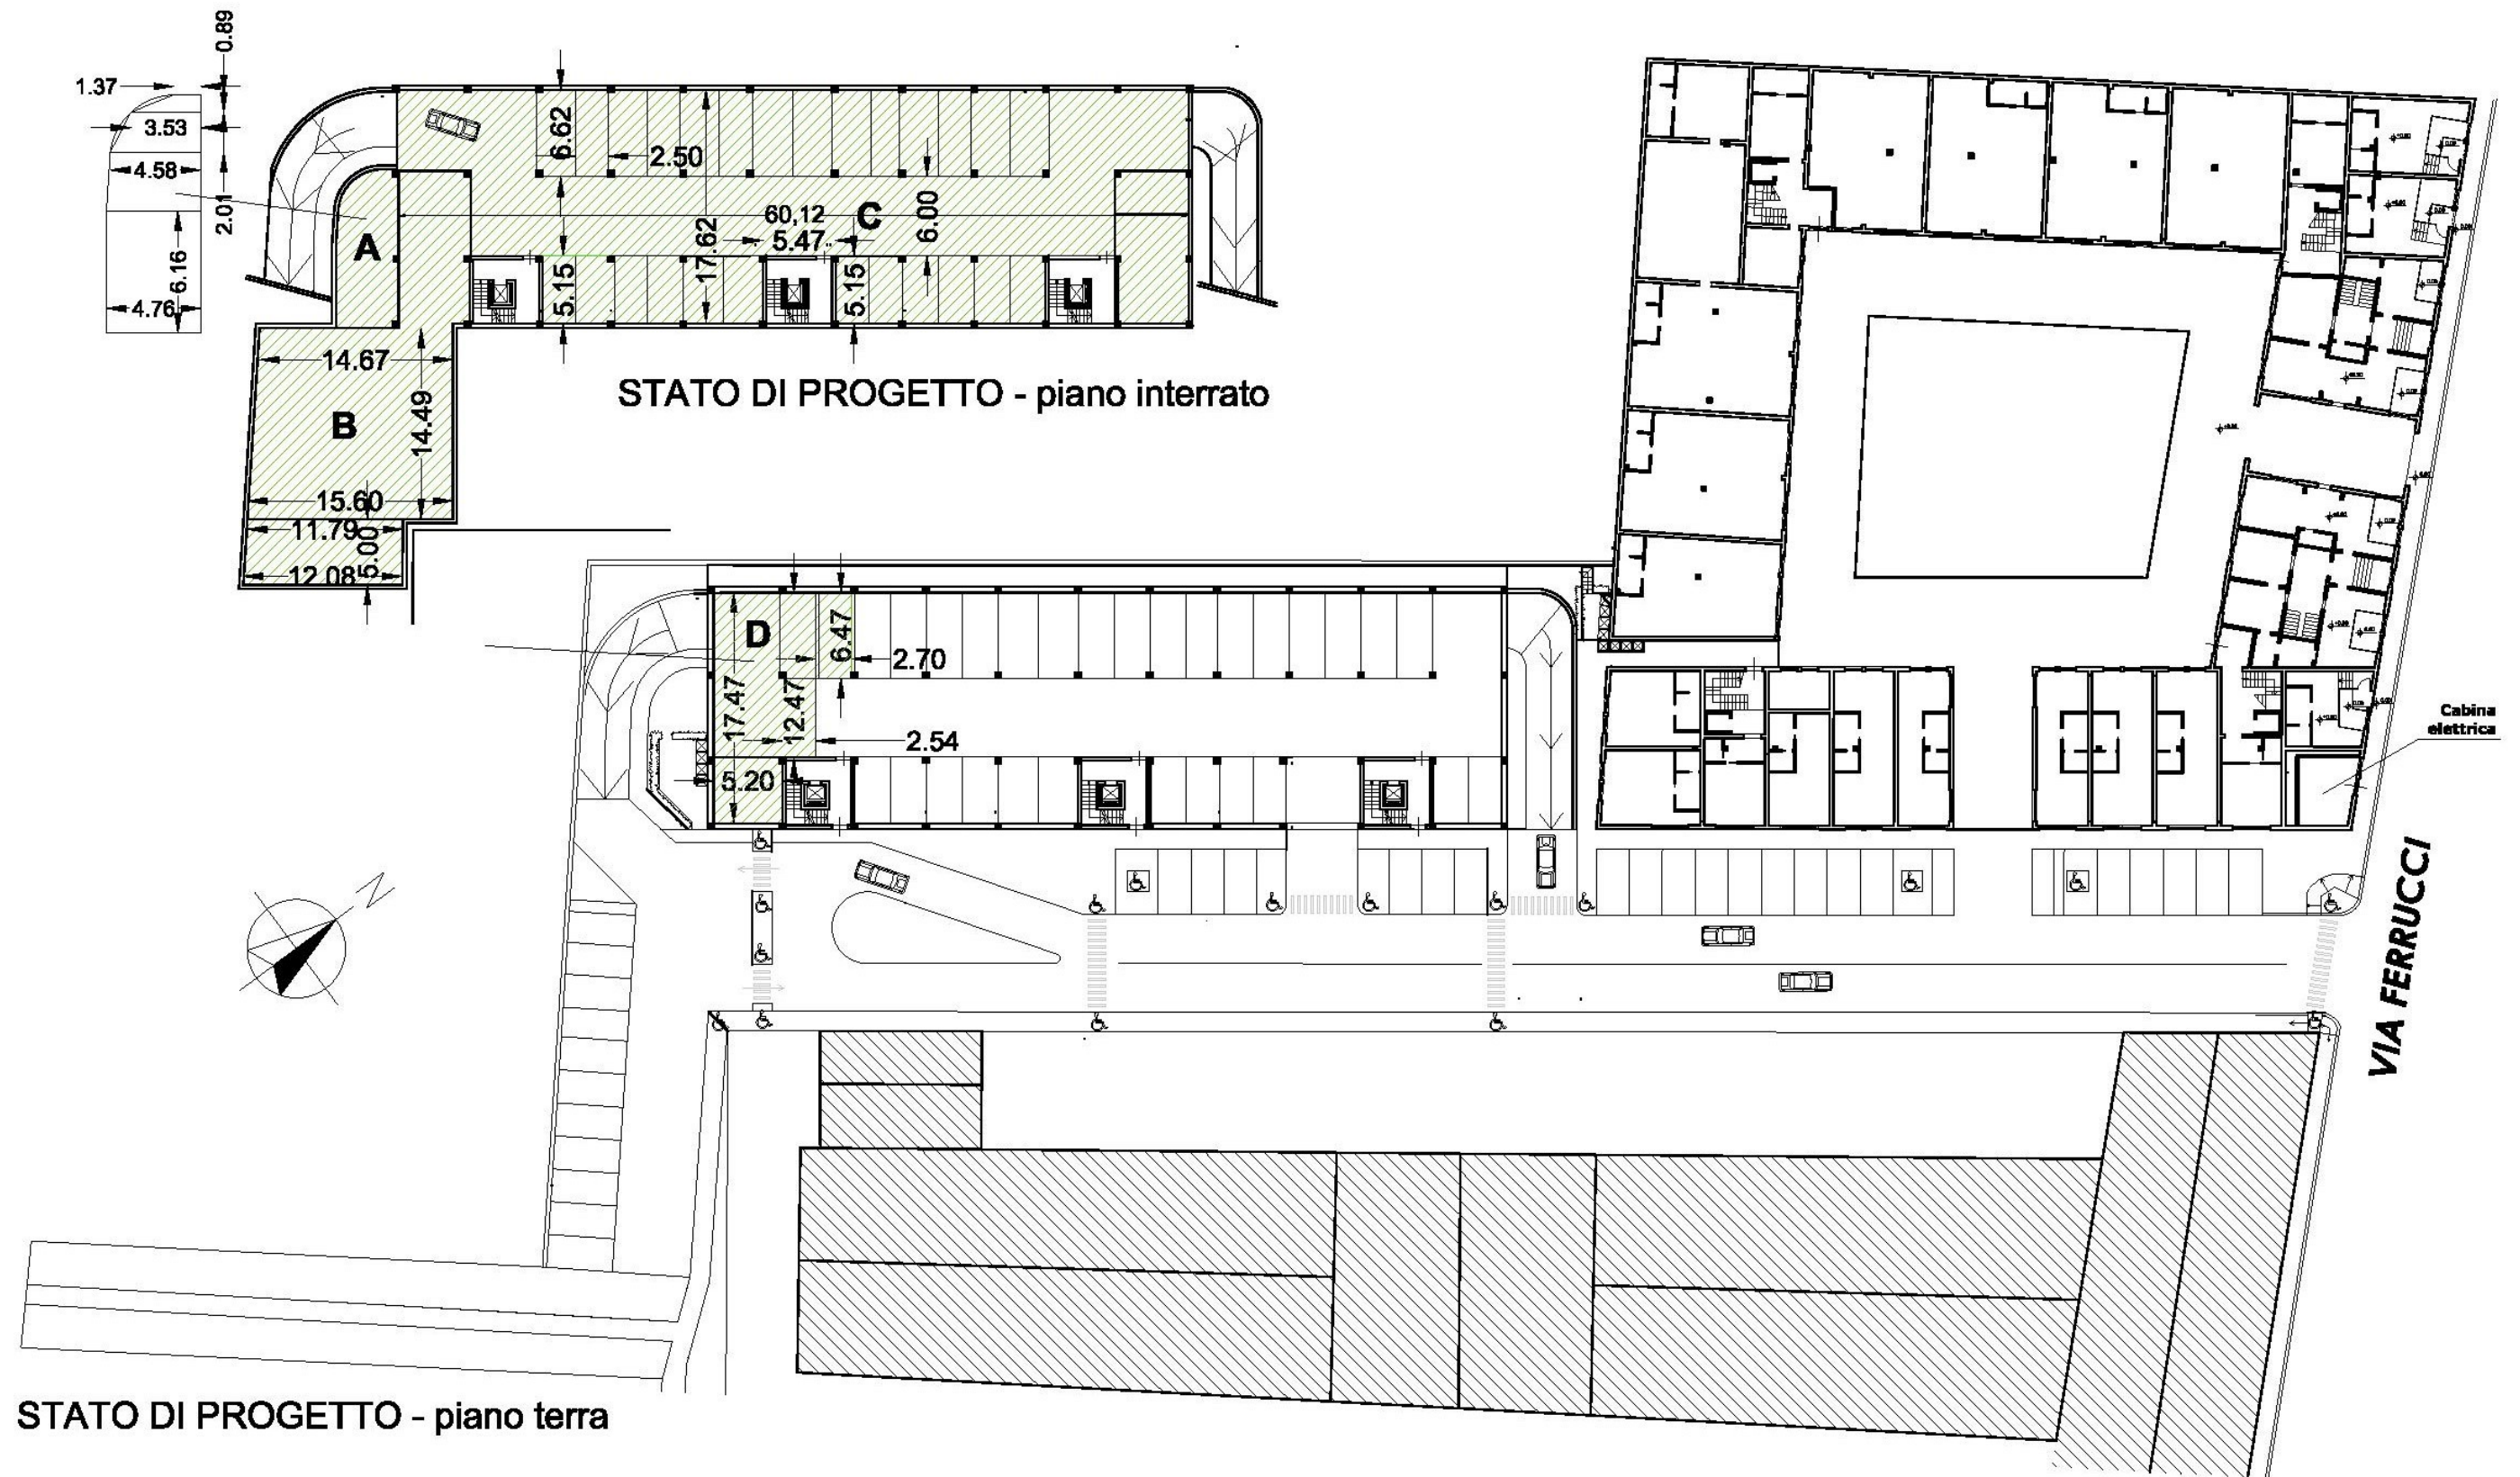 0.89
1.37
3.53
4.58
2.01
6.16
4.76
6.62
2.50
A
60,12
C
6.00
5.47
17.62
5.15
5.15
14.67
STATO DI PROGETTO - piano interrato
B
14.49
15.60
11.79
5.00
12.08
D
6.47
2.70
17.47
12.47
2.54
5.20
Cabina
elettrica
N
VIA FERRUCCI
STATO DI PROGETTO - piano terra